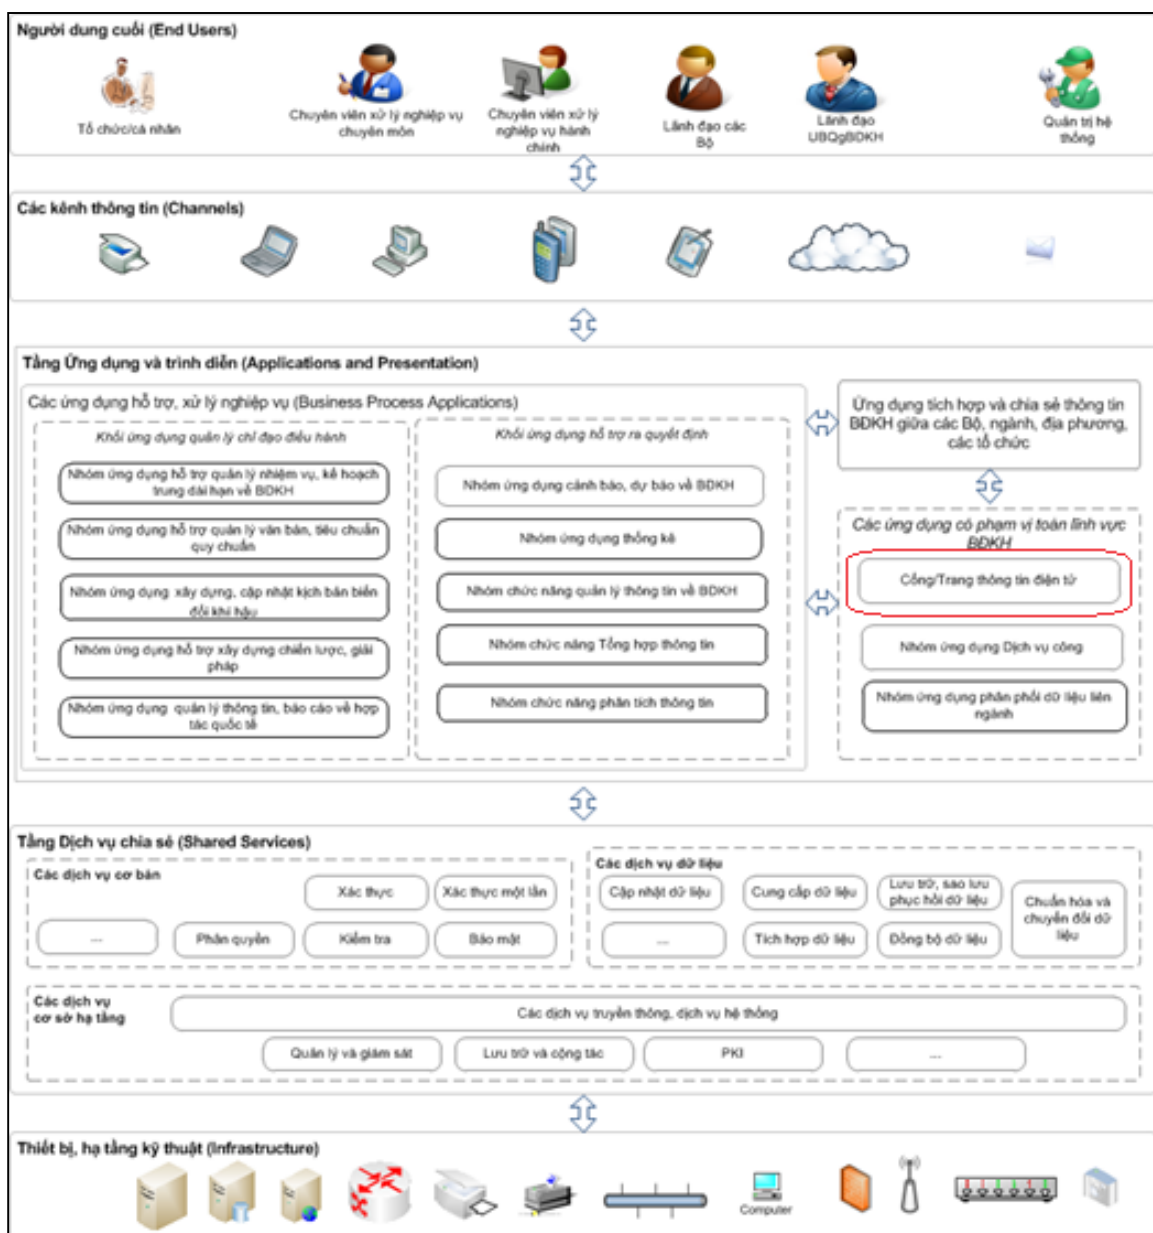 Người dung cuối (End Users)
Tổ chức/cá nhân
Chuyên viên xử lý nghiệp vụ
chuyên môn
Chuyên viên xử lý
nghiệp vụ hành
chính
Lãnh đạo các
Bộ
Lãnh đạo
UBQgBDKH
Quản trị hệ
thống
Các kênh thông tin (Channels)
Tầng Ứng dụng và trình diễn (Applications and Presentation)
Các ứng dụng hỗ trợ, xử lý nghiệp vụ (Business Process Applications)
Khối ứng dụng quản lý chỉ đạo điều hành
Nhóm ứng dụng hỗ trợ quản lý nhiệm vụ, kế hoạch
trung dài hạn về BDKH
Nhóm ứng dụng hỗ trợ quản lý văn bản, tiêu chuẩn
quy chuẩn
Nhóm ứng dụng xây dựng, cập nhật kịch bản biến
đổi khí hậu
Nhóm ứng dụng hỗ trợ xây dựng chiến lược, giải
pháp
Nhóm ứng dụng quản lý thông tin, báo cáo về hợp
tác quốc tế
Khối ứng dụng hỗ trợ ra quyết định
Nhóm ứng dụng cảnh báo, dự báo về BDKH
Nhóm ứng dụng thống kê
Nhóm chức năng quản lý thông tin về BDKH
Nhóm chức năng Tổng hợp thông tin
Nhóm chức năng phân tích thông tin
Ứng dụng tích hợp và chia sẻ thông tin
BĐKH giữa các Bộ, ngành, địa phương,
các tổ chức
Các ứng dụng có phạm vị toàn lĩnh vực
BĐKH
Cổng/Trang thông tin điện tử
Nhóm ứng dụng Dịch vụ công
Nhóm ứng dụng phân phối dữ liệu liên
ngành
Tầng Dịch vụ chia sẻ (Shared Services)
Các dịch vụ cơ bản
Xác thực
Xác thực một lần
...
Phân quyền
Kiểm tra
Bảo mật
Các dịch vụ dữ liệu
Cập nhật dữ liệu
Cung cấp dữ liệu
Lưu trữ, sao lưu
phục hồi dữ liệu
Chuẩn hóa và
chuyển đổi dữ
liệu
...
Tích hợp dữ liệu
Đồng bộ dữ liệu
Các dịch vụ
cơ sở hạ tầng
Các dịch vụ truyền thông, dịch vụ hệ thống
Quản lý và giám sát
Lưu trữ và cộng tác
PKI
...
Thiết bị, hạ tầng kỹ thuật (Infrastructure)
Computer